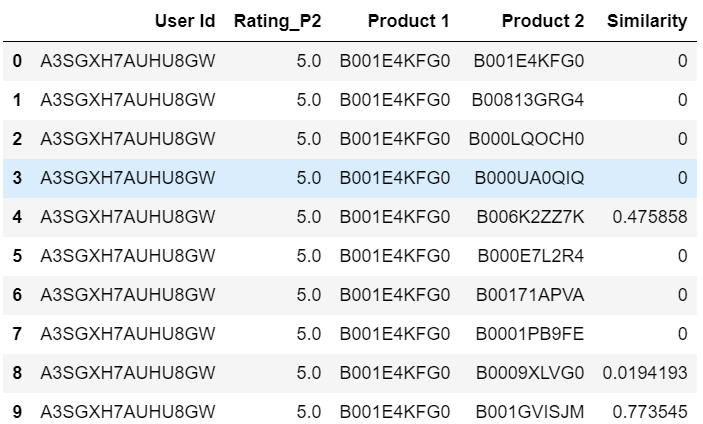 User Id Rating_P2 Product 1 Product 2 Similarity
0 A3SGXH7AUHU8GW 5.0 B001E4KFG0 B001E4KFG0 0
1 A3SGXH7AUHU8GW 5.0 B001E4KFG0 B00813GRG4 0
2 A3SGXH7AUHU8GW 5.0 B001E4KFG0 B000LQOCH0 0
3 A3SGXH7AUHU8GW 5.0 B001E4KFG0 B000UA0QIQ 0
4 A3SGXH7AUHU8GW 5.0 B001E4KFG0 B006K2ZZ7K 0.475858
5 A3SGXH7AUHU8GW 5.0 B001E4KFG0 B000E7L2R4 0
6 A3SGXH7AUHU8GW 5.0 B001E4KFG0 B00171APVA 0
7 A3SGXH7AUHU8GW 5.0 B001E4KFG0 B0001PB9FE 0
8 A3SGXH7AUHU8GW 5.0 B001E4KFG0 B0009XLVG0 0.0194193
9 A3SGXH7AUHU8GW 5.0 B001E4KFG0 B001GVISJM 0.773545